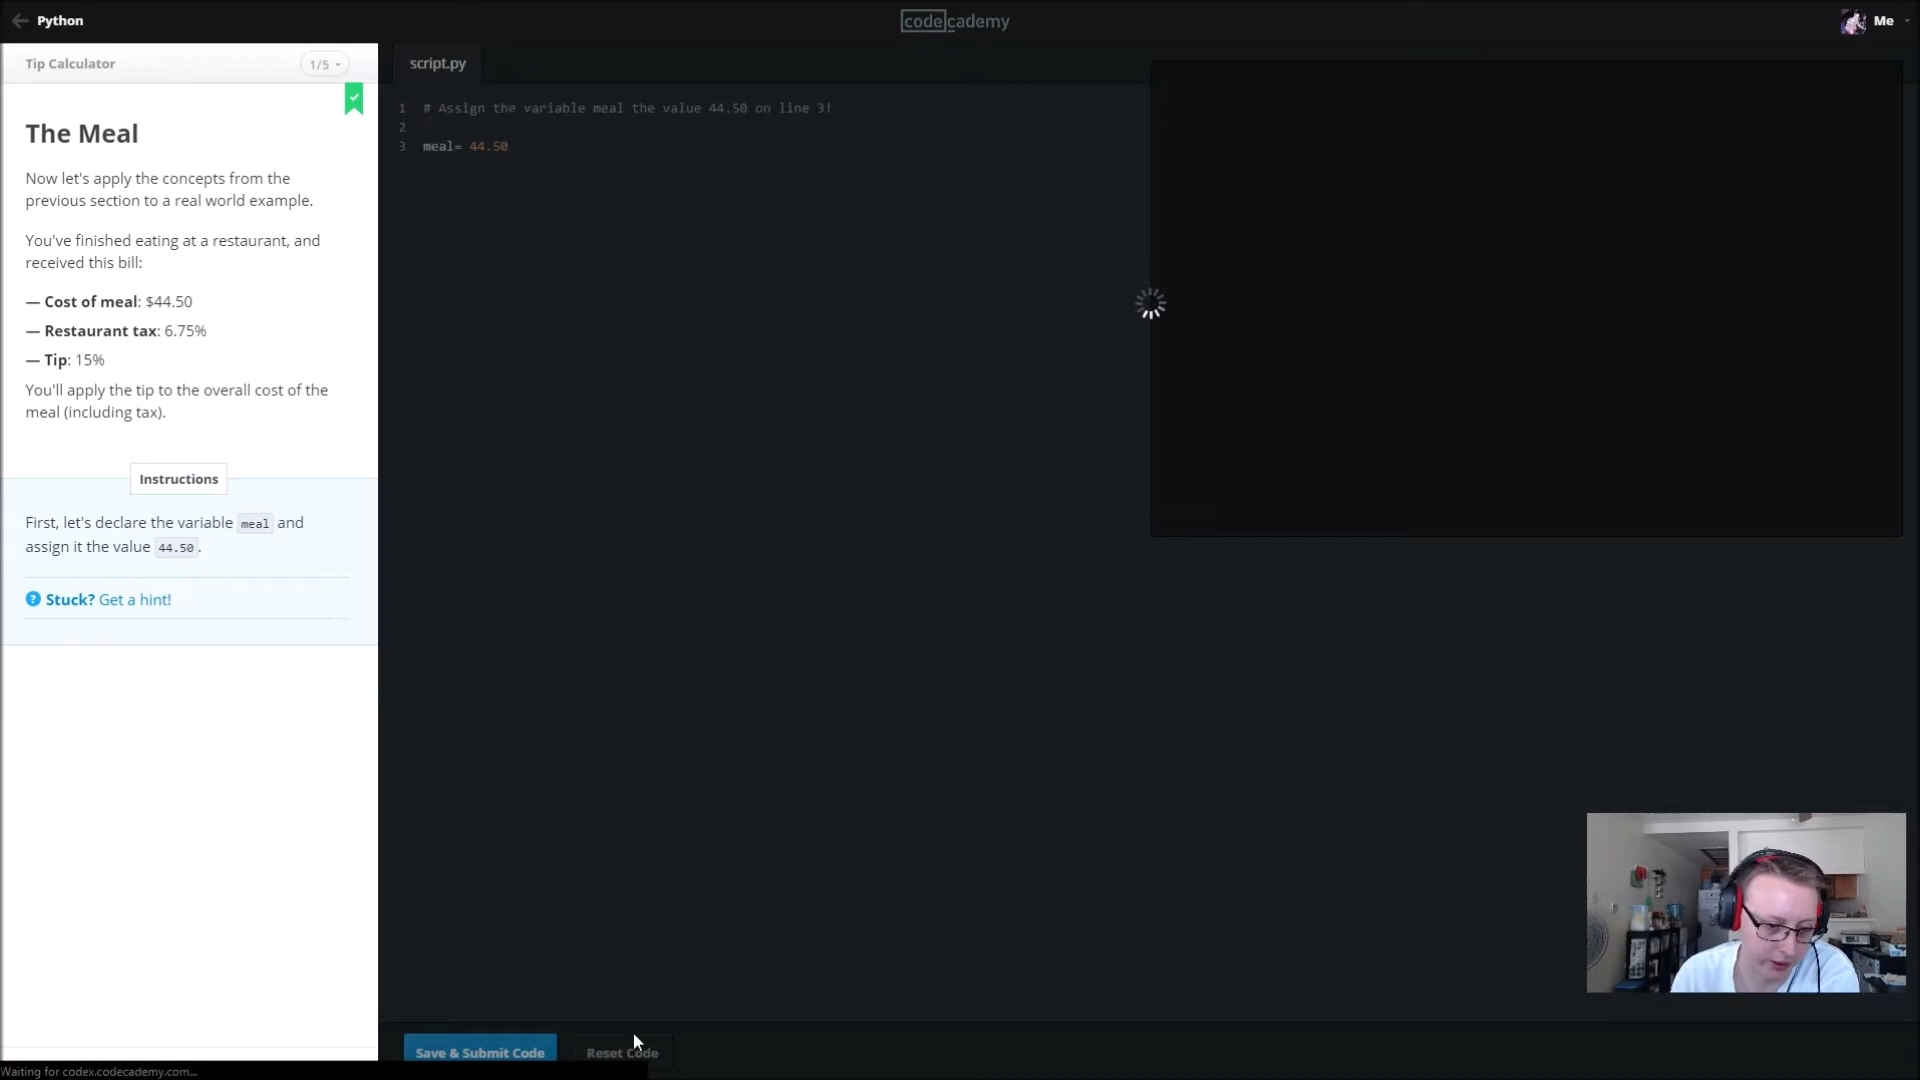 Python
codecademy
Me
Tip Calculator
1/5
script.py
The Meal
Now let's apply the concepts from the
previous section to a real world example.
You've finished eating at a restaurant, and
received this bill:
— Cost of meal: $44.50
— Restaurant tax: 6.75%
— Tip: 15%
You'll apply the tip to the overall cost of the
meal (including tax).
Instructions
First, let's declare the variable meal and
assign it the value 44.50.
? Stuck? Get a hint!
1 # Assign the variable meal the value 44.50 on line 3!
2
3 meal= 44.50
Save & Submit Code
Reset Code
Waiting for codex.codecademy.com...